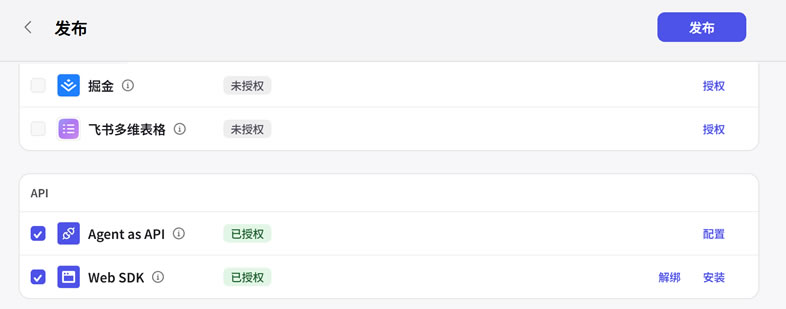 发布 发布
掘金 未授权 授权
飞书多维表格 未授权 授权
API
Agent as API 已授权 配置
Web SDK 已授权 解绑 安装